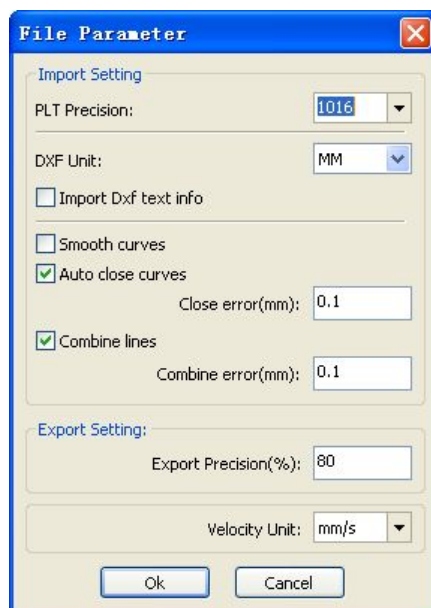 File Parameter
Import Setting
PLT Precision: 1016
DXF Unit: MM
Import Dxf text info
Smooth curves
Auto close curves
Close error(mm): 0.1
Combine lines
Combine error(mm): 0.1
Export Setting:
Export Precision(%): 80
Velocity Unit: mm/s
Ok Cancel